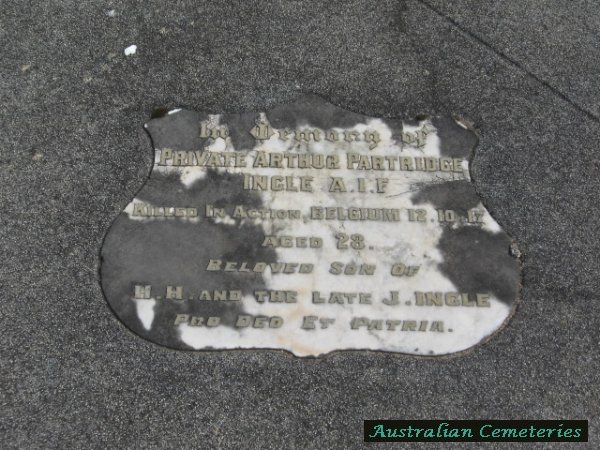 In Memory of
PRIVATE ARTHUR PARTRIDGE
INGLE A.I.F
KILLED IN ACTION, BELGIUM 12.10.17
AGED 28.
BELOVED SON OF
H.H. AND THE LATE J. INGLE
PRO DEO ET PATRIA.
Australian Cemeteries